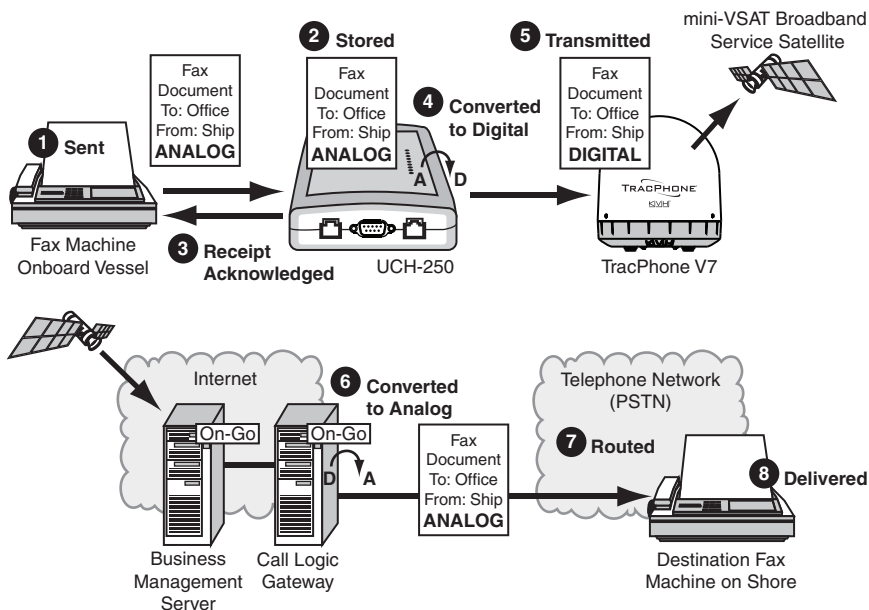 mini-VSAT Broadband
Service Satellite
2 Stored
5 Transmitted
Fax
Document
To: Office
From: Ship
ANALOG
Fax
Document
To: Office
From: Ship
ANALOG
Fax
Document
To: Office
From: Ship
DIGITAL
4 Converted
to Digital
1 Sent
A D
TRACPHONE
KVH
3 Receipt
Acknowledged
Fax Machine
Onboard Vessel
UCH-250
TracPhone V7
Internet
6 Converted
to Analog
Telephone Network
(PSTN)
On-Go
On-Go
D A
Fax
Document
To: Office
From: Ship
ANALOG
7 Routed
8 Delivered
Business
Management
Server
Call Logic
Gateway
Destination Fax
Machine on Shore